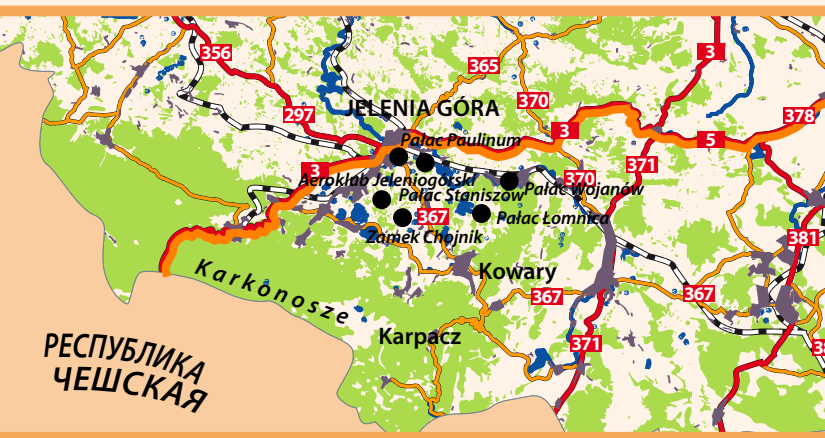 356
3
365
370
297
JELENIA GÓRA
378
3
Pałac Paulinum
5
371
3
Aeroklub Jeleniogórski
370
Pałac Wojanów
Pałac Staniszów
367
Pałac Łomnica
Zamek Chojnik
381
Karkonosze
Kowary
367
367
Karpacz
371
РЕСПУБЛИКА
ЧЕШСКАЯ